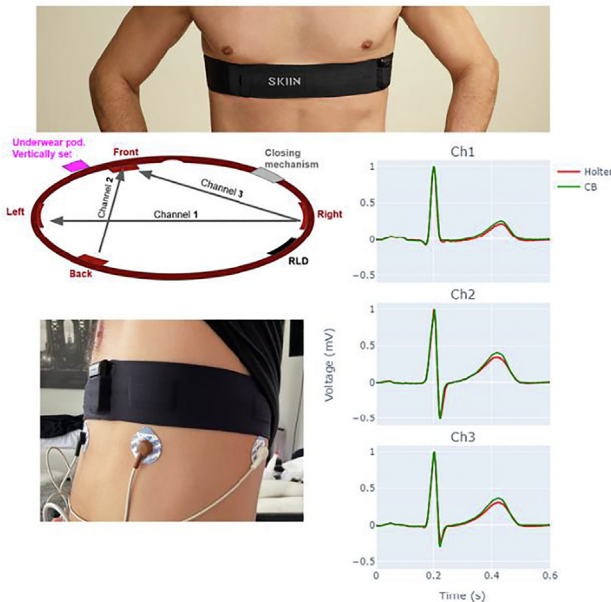 SKIIN
Underwear pod.
Vertically set
Front
Closing
mechanism
Channel 2
Channel 3
Left
Channel 1
Right
Back
RLD
Ch1
1
0.5
0
−0.5
Holter
CB
Ch2
Voltage (mV)
1
0.5
0
−0.5
Ch3
1
0.5
0
−0.5
0
0.2
0.4
0.6
Time (s)